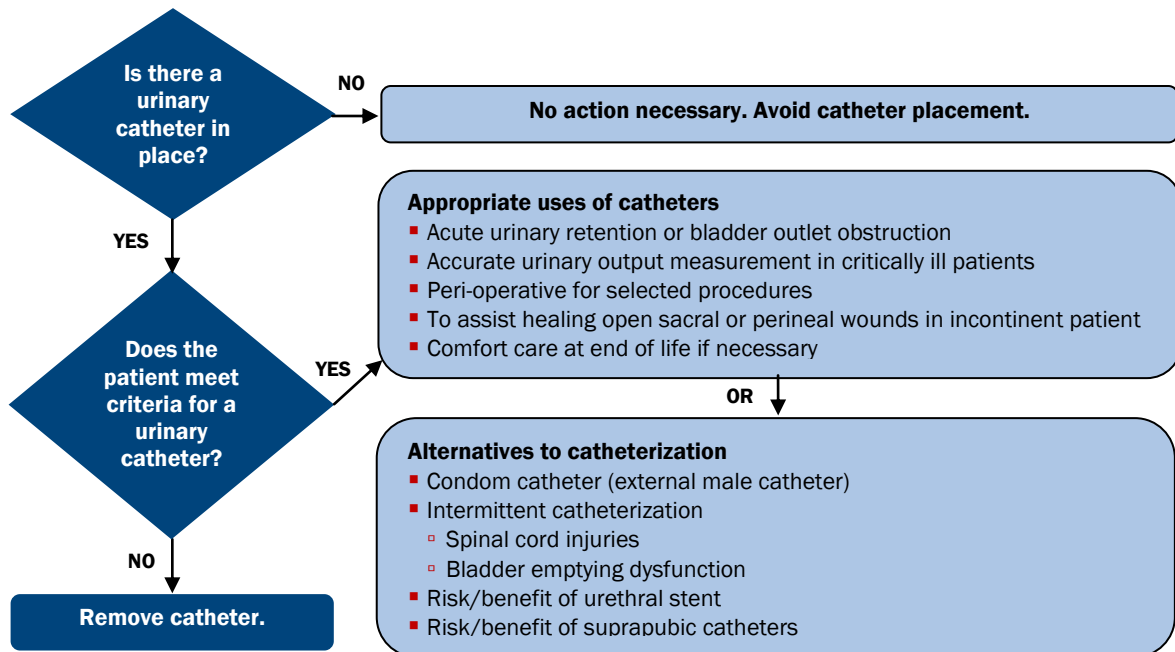 Is there a
urinary
catheter in
place?
NO
No action necessary. Avoid catheter placement.
YES
Does the
patient meet
criteria for a
urinary
catheter?
YES
Appropriate uses of catheters
▪ Acute urinary retention or bladder outlet obstruction
▪ Accurate urinary output measurement in critically ill patients
▪ Peri-operative for selected procedures
▪ To assist healing open sacral or perineal wounds in incontinent patient
▪ Comfort care at end of life if necessary
OR
Alternatives to catheterization
▪ Condom catheter (external male catheter)
▪ Intermittent catheterization
▫ Spinal cord injuries
▫ Bladder emptying dysfunction
▪ Risk/benefit of urethral stent
▪ Risk/benefit of suprapubic catheters
NO
Remove catheter.